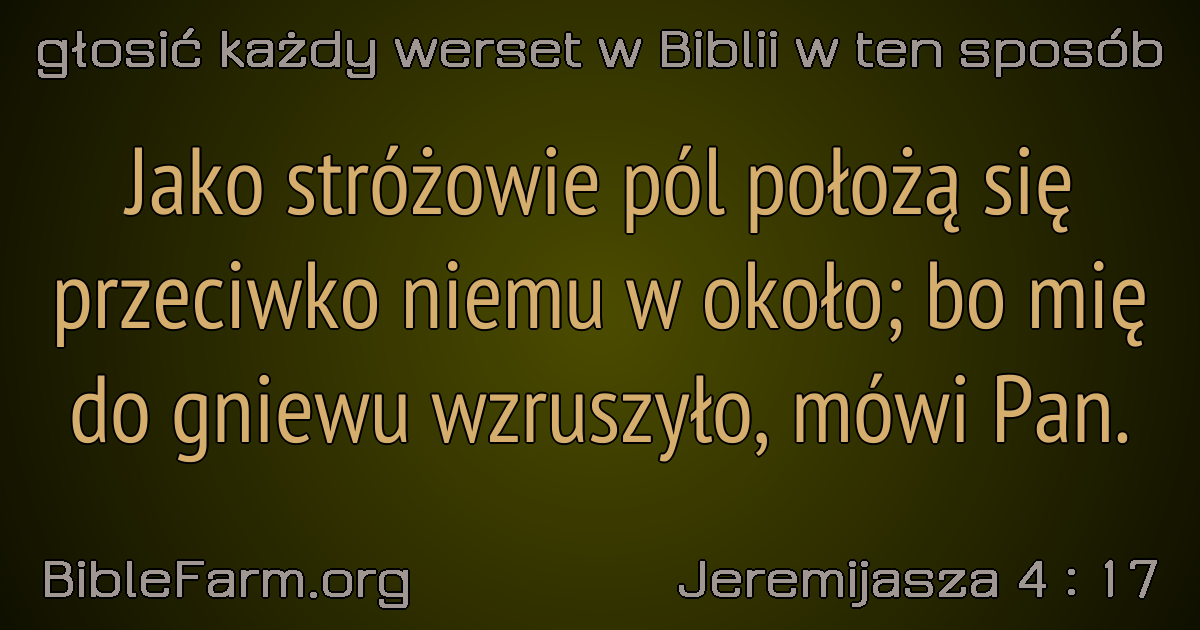 głosić każdy werset w Biblii w ten sposób
Jako stróżowie pól położą się
przeciwko niemu w około; bo mię
do gniewu wzruszyło, mówi Pan.
BibleFarm.org
Jeremijasza 4 : 17